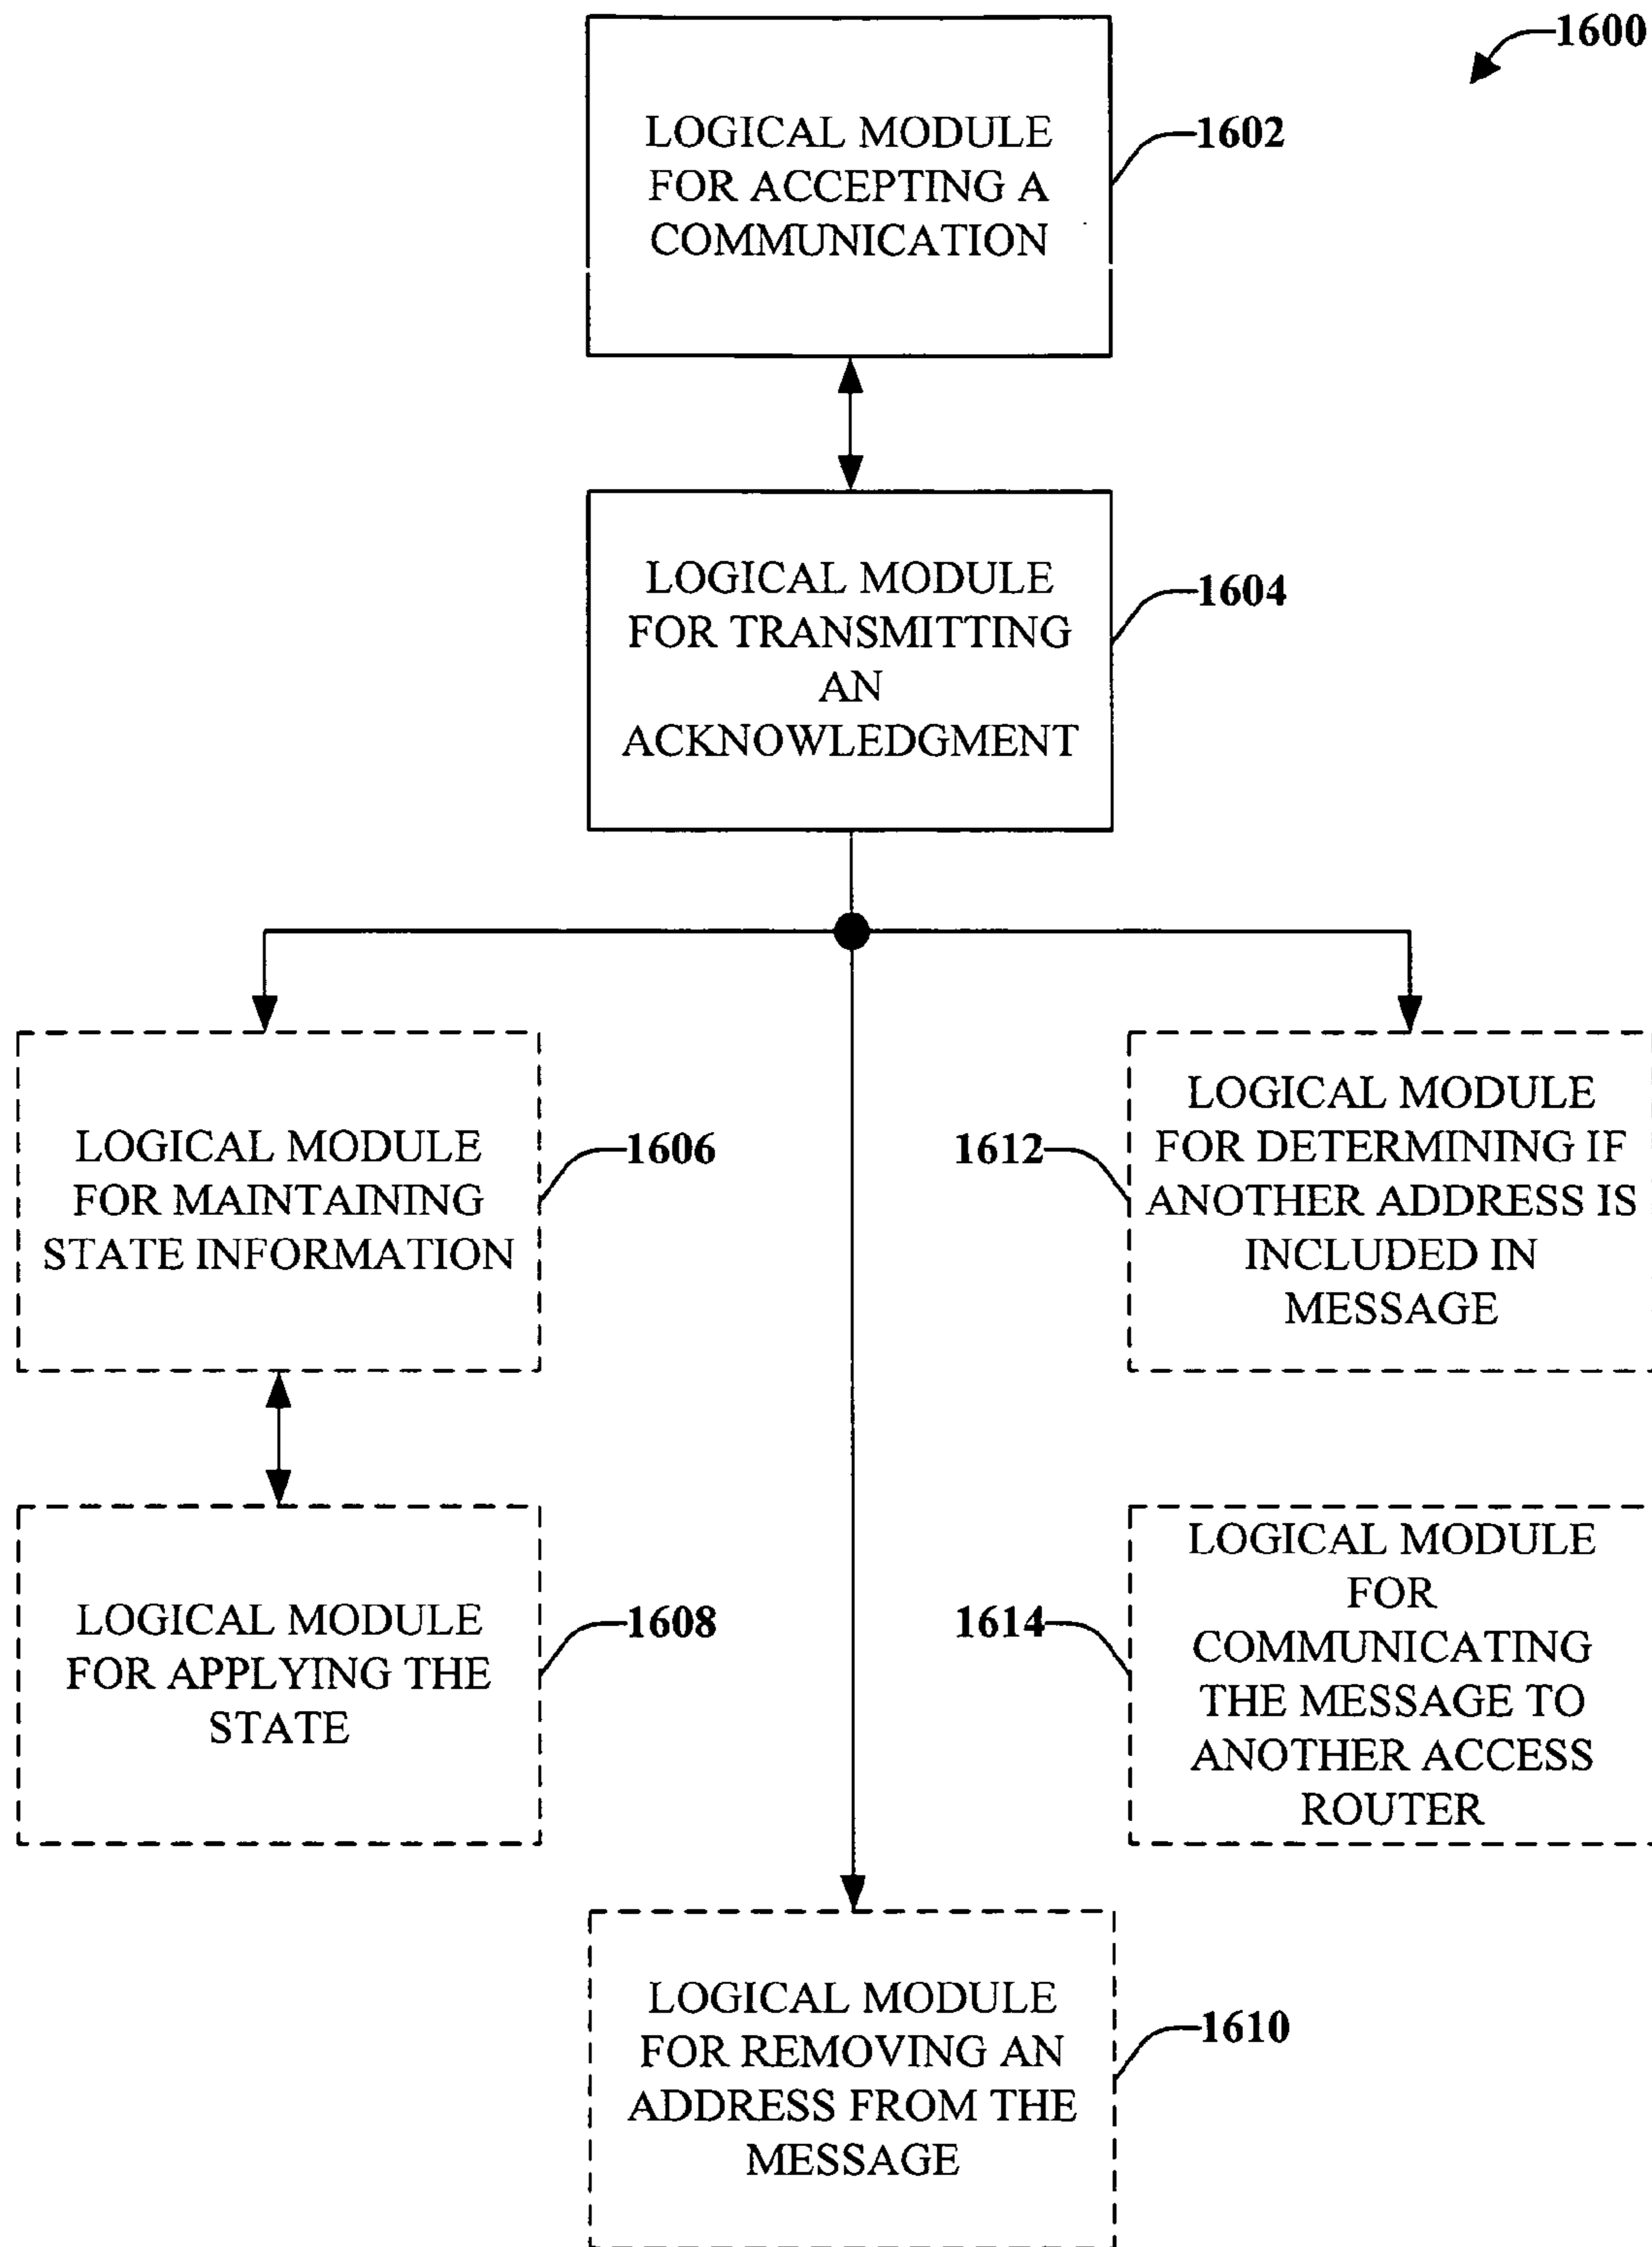 1600
LOGICAL MODULE
FOR ACCEPTING A
COMMUNICATION
1602
LOGICAL MODULE
FOR TRANSMITTING
AN
ACKNOWLEDGMENT
1604
LOGICAL MODULE
FOR MAINTAINING
STATE INFORMATION
1606
1612
LOGICAL MODULE
FOR DETERMINING IF
ANOTHER ADDRESS IS
INCLUDED IN
MESSAGE
LOGICAL MODULE
FOR APPLYING THE
STATE
1608
1614
LOGICAL MODULE
FOR
COMMUNICATING
THE MESSAGE TO
ANOTHER ACCESS
ROUTER
LOGICAL MODULE
FOR REMOVING AN
ADDRESS FROM THE
MESSAGE
1610